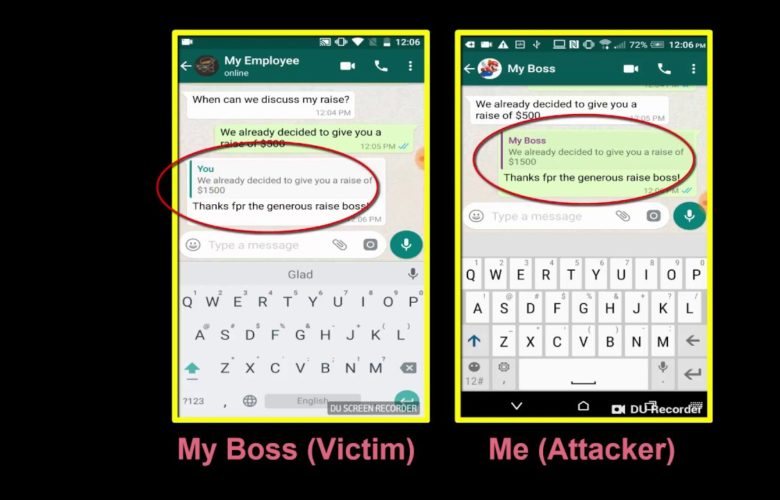 12:06
My Employee
online
When can we discuss my raise?
12:04 PM
We already decided to give you a
raise of $500
12:05 PM
You
We already decided to give you a raise of
$1500
Thanks fpr the generous raise boss!
12:06 PM
Type a message
Glad
Q W E R T Y U I O P
A S D F G H J K L
Z X C V B N M
?123 , English
DU SCREEN RECORDER
My Boss (Victim)
72% 12:06 PM
My Boss
We already decided to give you a
raise of $500
12:05 PM
My Boss
We already decided to give you a raise of
$1500
Thanks fpr the generous raise boss!
12:06 PM
Type a message
Q W E R T Y U I O P
A S D F G H J K L
Z X C V B N M
12#
DU Recorder
Me (Attacker)